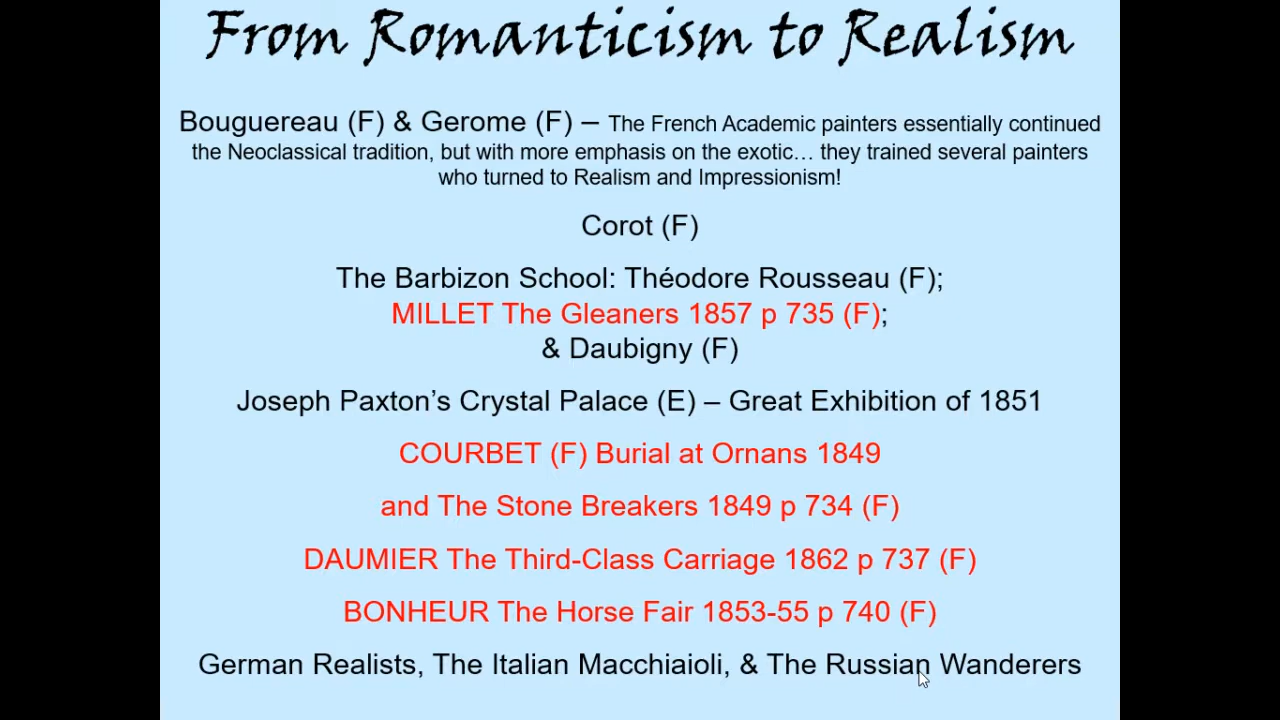 From Romanticism to Realism
Bouguereau (F) & Gerome (F) – The French Academic painters essentially continued
the Neoclassical tradition, but with more emphasis on the exotic… they trained several painters
who turned to Realism and Impressionism!
Corot (F)
The Barbizon School: Théodore Rousseau (F);
MILLET The Gleaners 1857 p 735 (F);
& Daubigny (F)
Joseph Paxton’s Crystal Palace (E) – Great Exhibition of 1851
COURBET (F) Burial at Ornans 1849
and The Stone Breakers 1849 p 734 (F)
DAUMIER The Third-Class Carriage 1862 p 737 (F)
BONHEUR The Horse Fair 1853-55 p 740 (F)
German Realists, The Italian Macchiaioli, & The Russian Wanderers